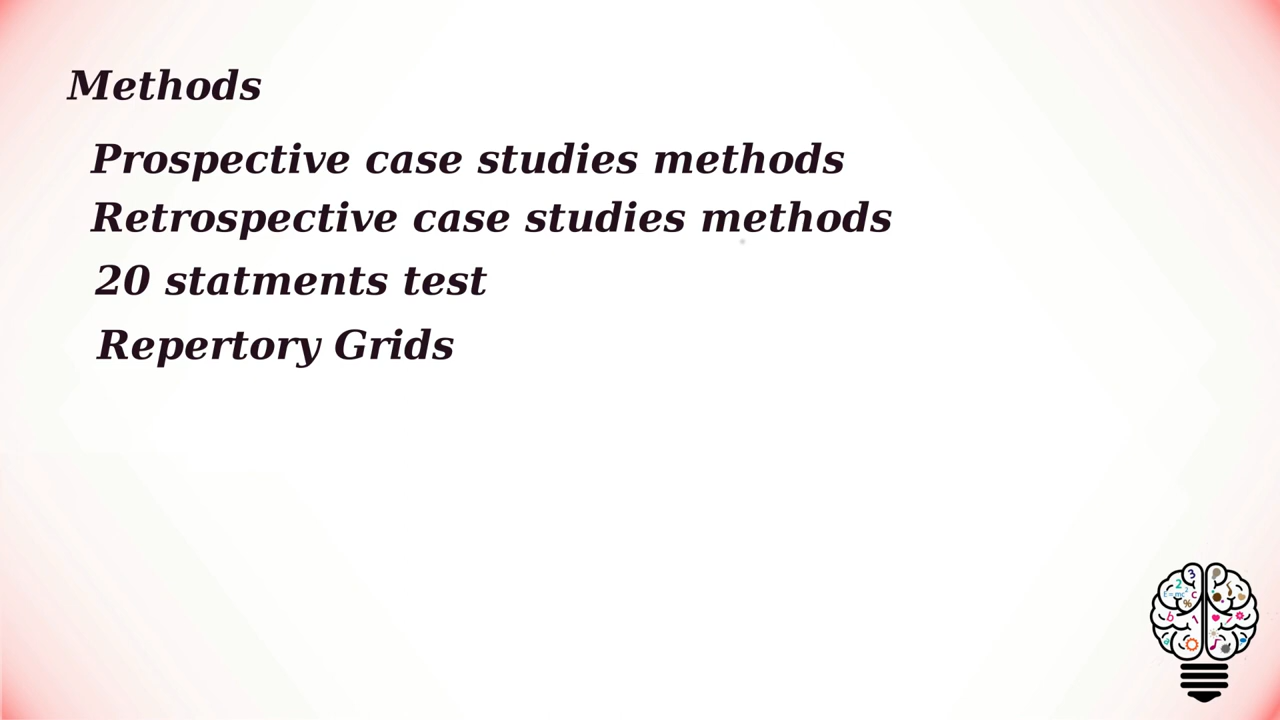 Methods
Prospective case studies methods
Retrospective case studies methods
20 statments test
Repertory Grids